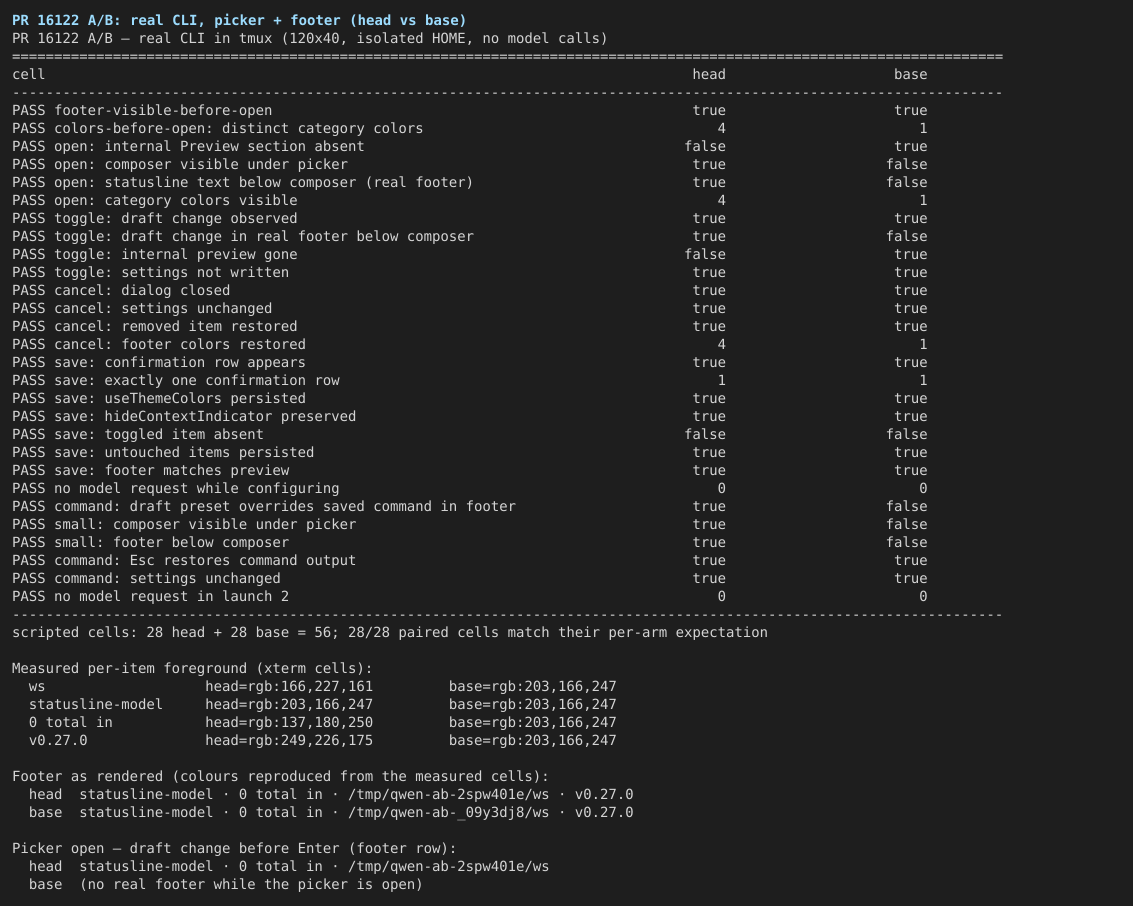 PR 16122 A/B: real CLI, picker + footer (head vs base)
PR 16122 A/B — real CLI in tmux (120x40, isolated HOME, no model calls)
======================================================================================================================
cell head base
----------------------------------------------------------------------------------------------------------------------
PASS footer-visible-before-open true true
PASS colors-before-open: distinct category colors 4 1
PASS open: internal Preview section absent false true
PASS open: composer visible under picker true false
PASS open: statusline text below composer (real footer) true false
PASS open: category colors visible 4 1
PASS toggle: draft change observed true true
PASS toggle: draft change in real footer below composer true false
PASS toggle: internal preview gone false true
PASS toggle: settings not written true true
PASS cancel: dialog closed true true
PASS cancel: settings unchanged true true
PASS cancel: removed item restored true true
PASS cancel: footer colors restored 4 1
PASS save: confirmation row appears true true
PASS save: exactly one confirmation row 1 1
PASS save: useThemeColors persisted true true
PASS save: hideContextIndicator preserved true true
PASS save: toggled item absent false false
PASS save: untouched items persisted true true
PASS save: footer matches preview true true
PASS no model request while configuring 0 0
PASS command: draft preset overrides saved command in footer true false
PASS small: composer visible under picker true false
PASS small: footer below composer true false
PASS command: Esc restores command output true true
PASS command: settings unchanged true true
PASS no model request in launch 2 0 0
----------------------------------------------------------------------------------------------------------------------
scripted cells: 28 head + 28 base = 56; 28/28 paired cells match their per-arm expectation
Measured per-item foreground (xterm cells):
ws head=rgb:166,227,161 base=rgb:203,166,247
statusline-model head=rgb:203,166,247 base=rgb:203,166,247
0 total in head=rgb:137,180,250 base=rgb:203,166,247
v0.27.0 head=rgb:249,226,175 base=rgb:203,166,247
Footer as rendered (colours reproduced from the measured cells):
head statusline-model · 0 total in · /tmp/qwen-ab-2spw401e/ws · v0.27.0
base statusline-model · 0 total in · /tmp/qwen-ab-_09y3dj8/ws · v0.27.0
Picker open — draft change before Enter (footer row):
head statusline-model · 0 total in · /tmp/qwen-ab-2spw401e/ws
base (no real footer while the picker is open)